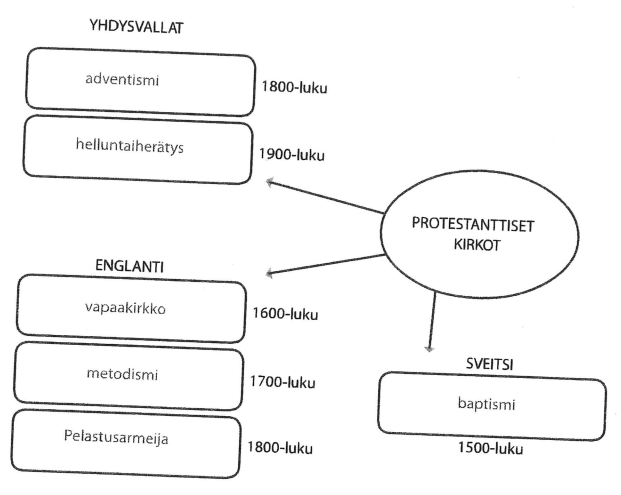 YHDYSVALLAT
adventismi
1800-luku
helluntaiherätys
1900-luku
PROTESTANTTISET
KIRKOT
ENGLANTI
vapaakirkko
1600-luku
metodismi
1700-luku
Pelastusarmeija
1800-luku
SVEITSI
baptismi
1500-luku